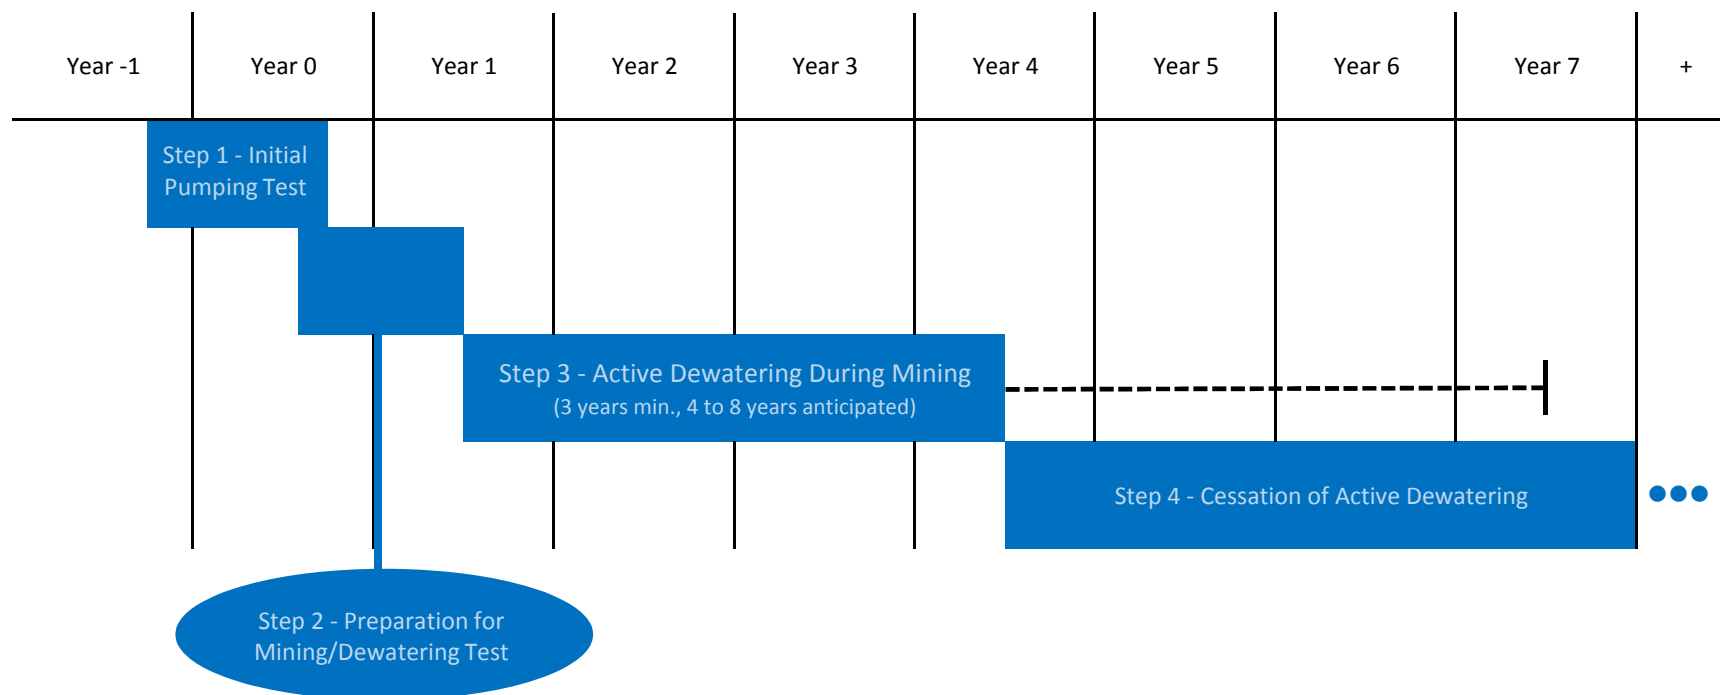 Year -1
Year 0
Year 1
Year 2
Year 3
Year 4
Year 5
Year 6
Year 7
+
Step 1 - Initial
Pumping Test
Step 3 - Active Dewatering During Mining
(3 years min., 4 to 8 years anticipated)
Step 4 - Cessation of Active Dewatering
Step 2 - Preparation for
Mining/Dewatering Test